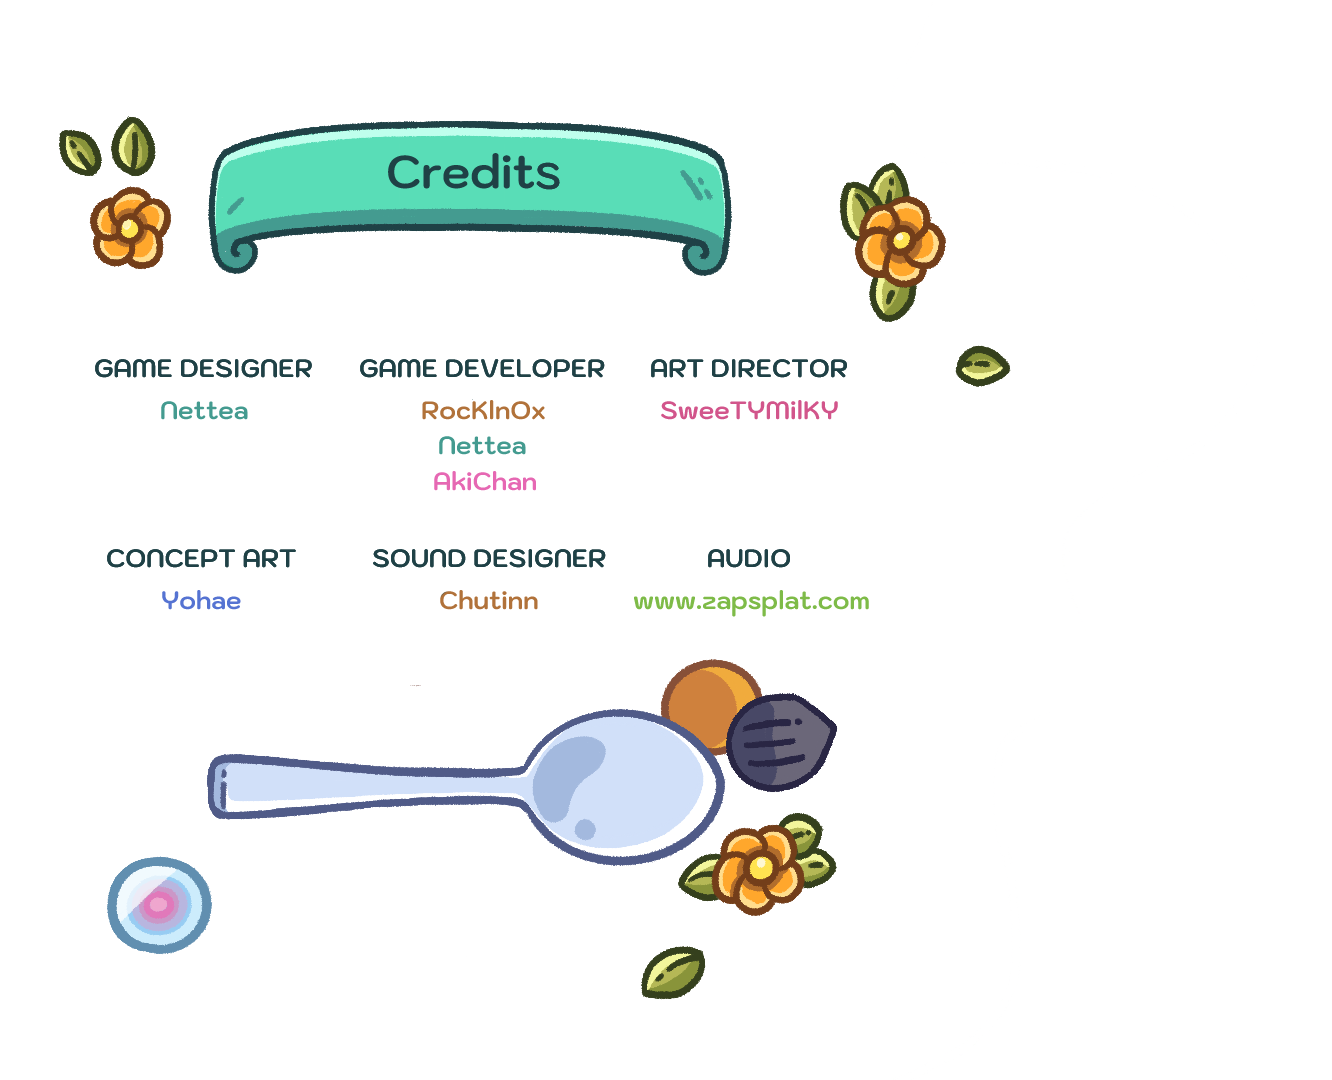 Credits
GAME DESIGNER
Nettea
GAME DEVELOPER
RocKInOx
Nettea
AkiChan
ART DIRECTOR
SweeTYMilKY
CONCEPT ART
Yohae
SOUND DESIGNER
Chutinn
AUDIO
www.zapsplat.com